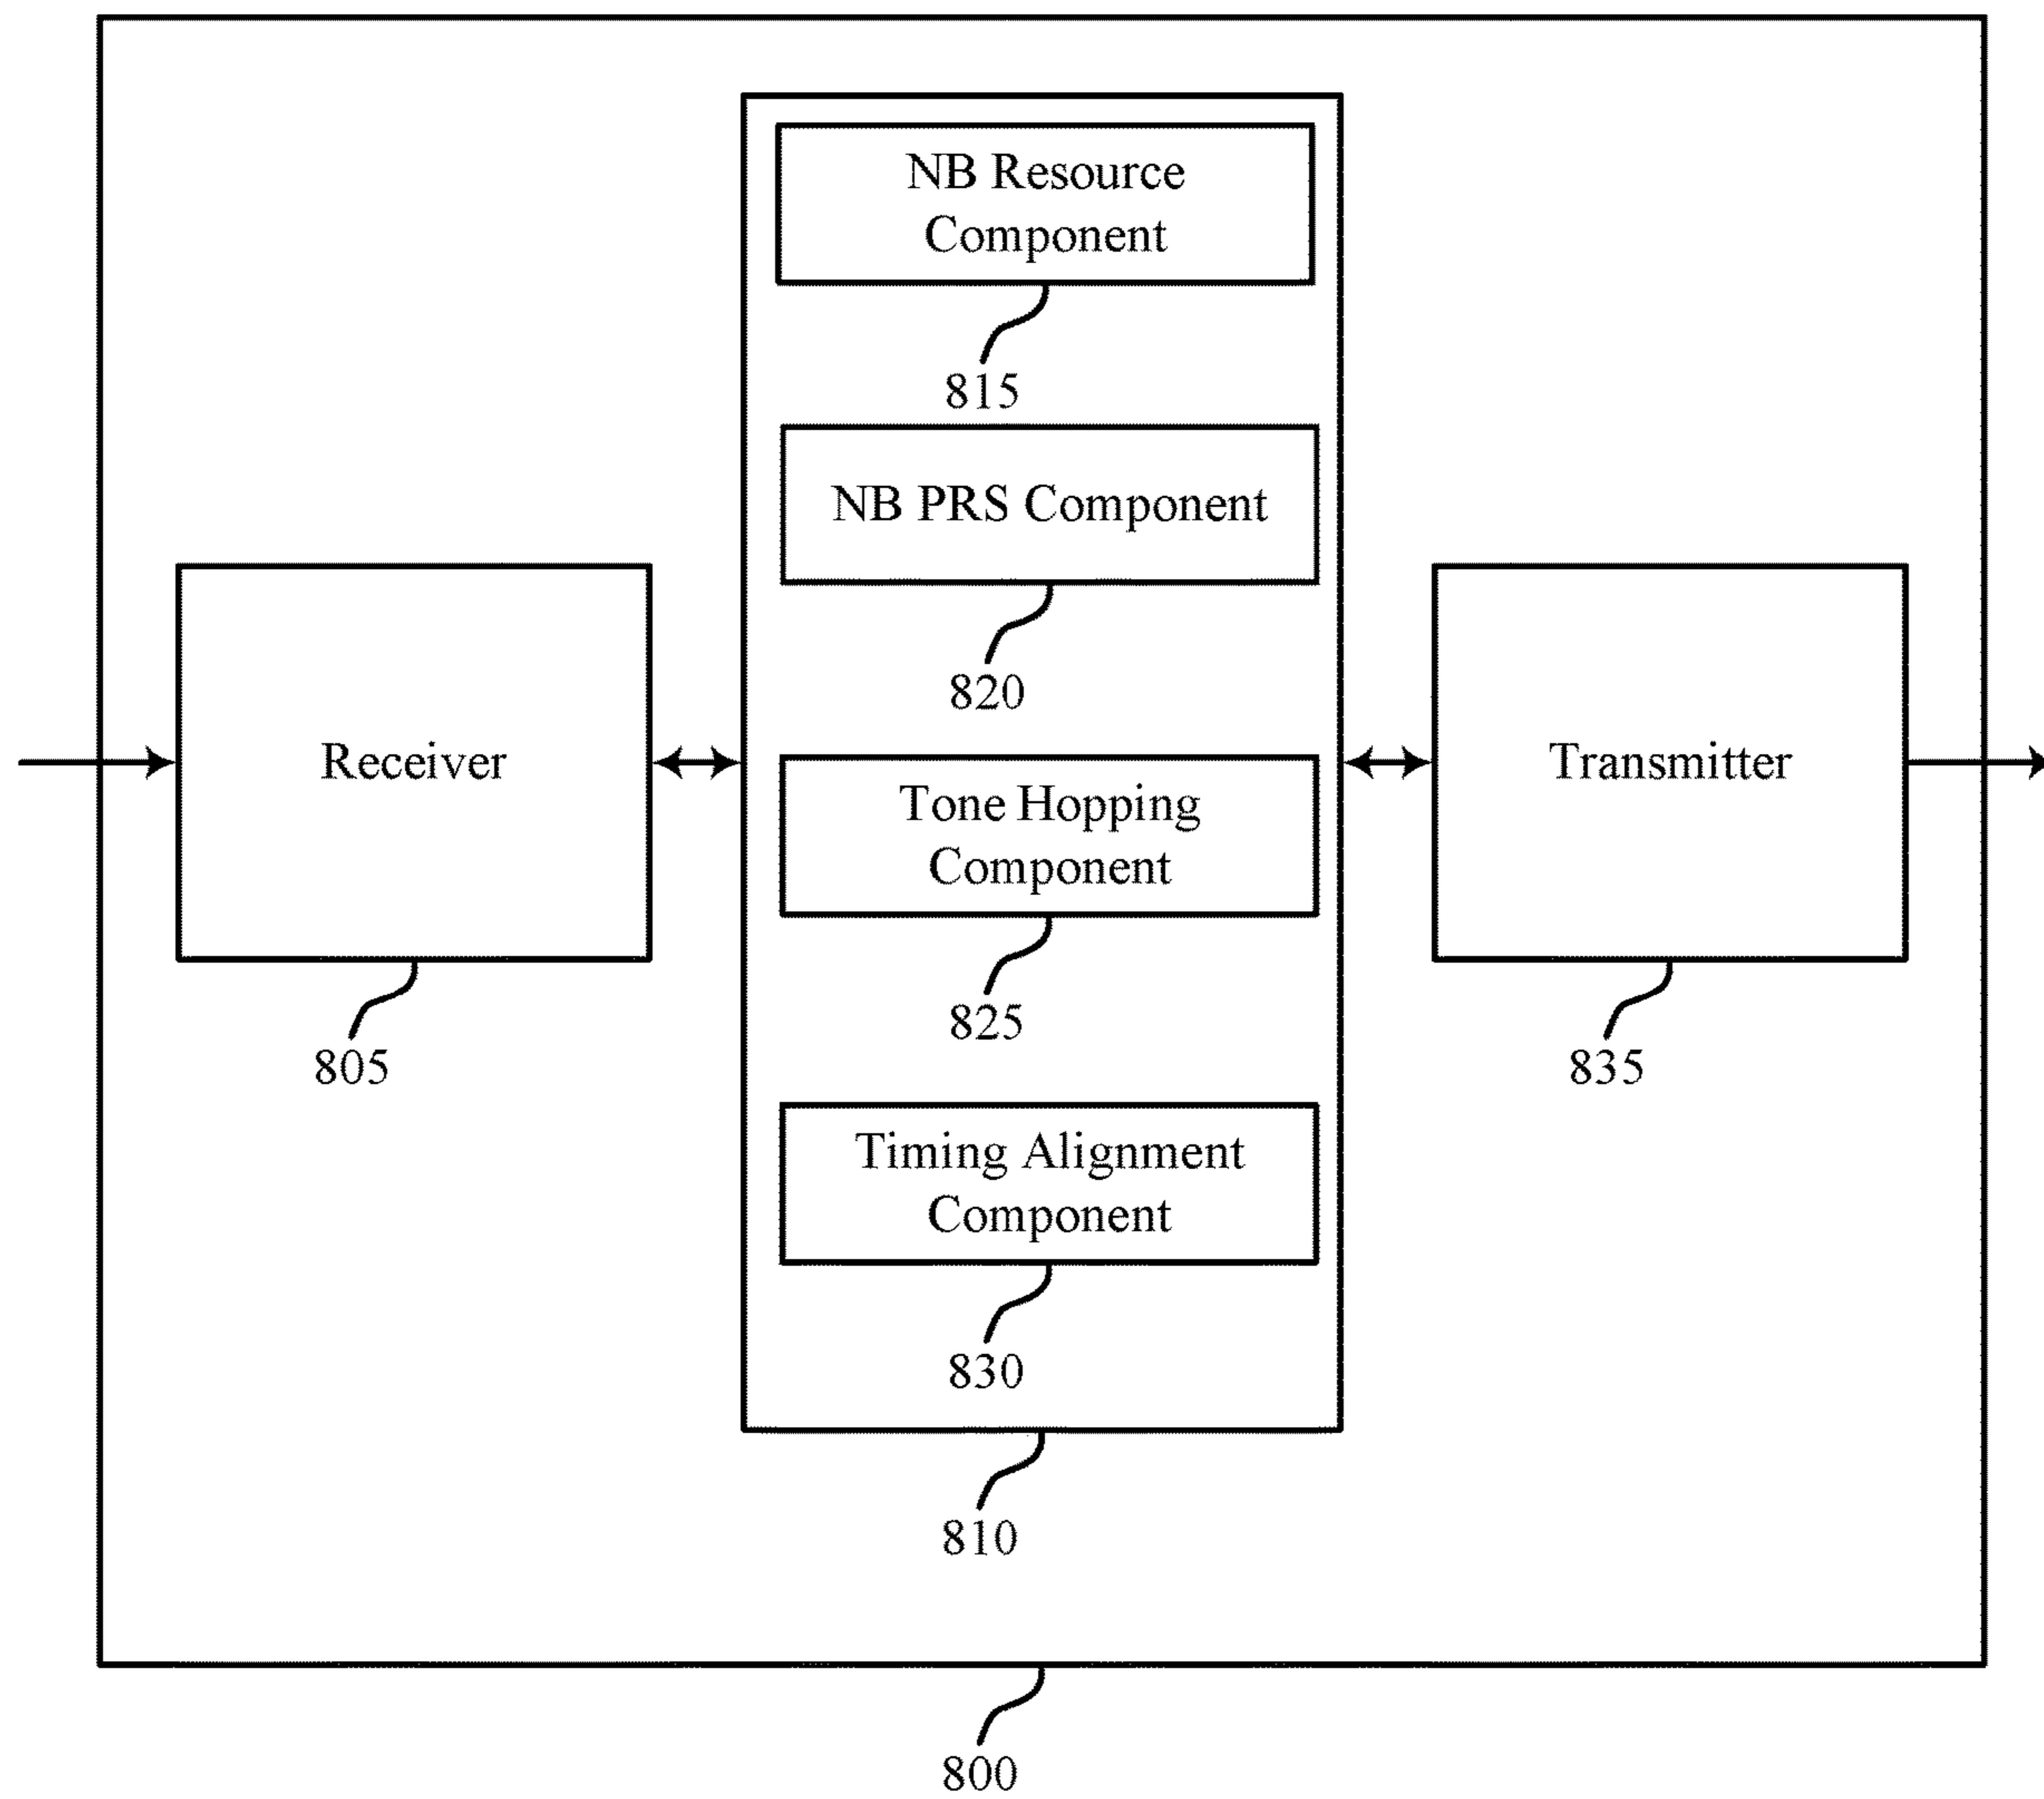 NB Resource
Component
815
NB PRS Component
820
Receiver
805
Tone Hopping
Component
825
Transmitter
835
Timing Alignment
Component
830
810
800